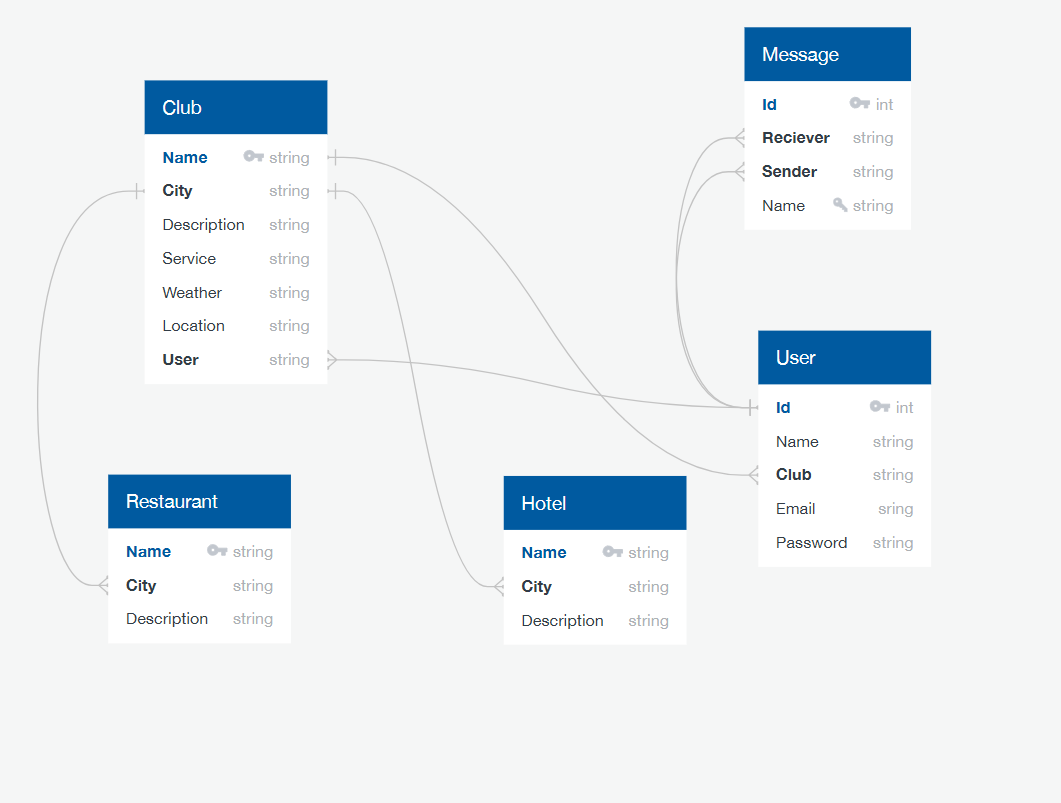 Message
Id int
Reciever string
Sender string
Name string
Club
Name string
City string
Description string
Service string
Weather string
Location string
User string
User
Id int
Name string
Club string
Email sring
Password string
Restaurant
Name string
City string
Description string
Hotel
Name string
City string
Description string